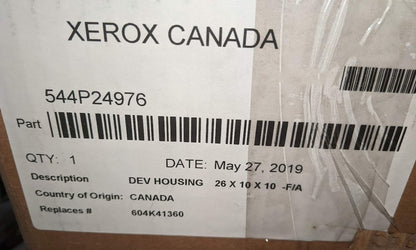 XEROX CANADA
544P24976
Part
QTY: 1 DATE: May 27, 2019
Description DEV HOUSING 26 X 10 X 10 -F/A
Country of Origin: CANADA
Replaces # 604K41360